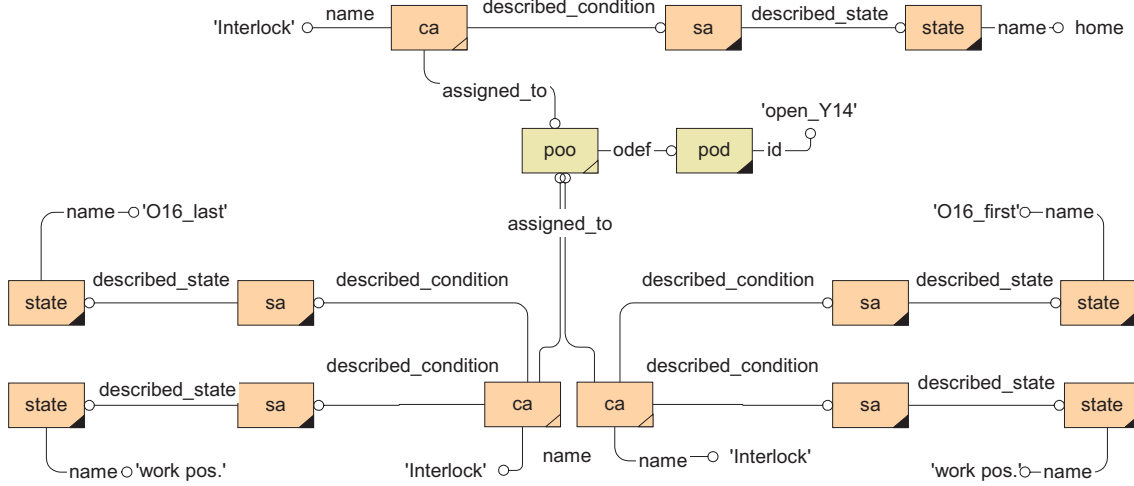 'Interlock' name ca described_condition sa described_state state name home
assigned_to
'open_Y14'
poo odef pod id
assigned_to
name 'O16_last'
'O16_first' name
state described_state sa described_condition
described_condition sa described_state state
state described_state sa described_condition ca
ca described_condition sa described_state state
name 'work pos.'
'Interlock' name
name 'Interlock'
'work pos.' name